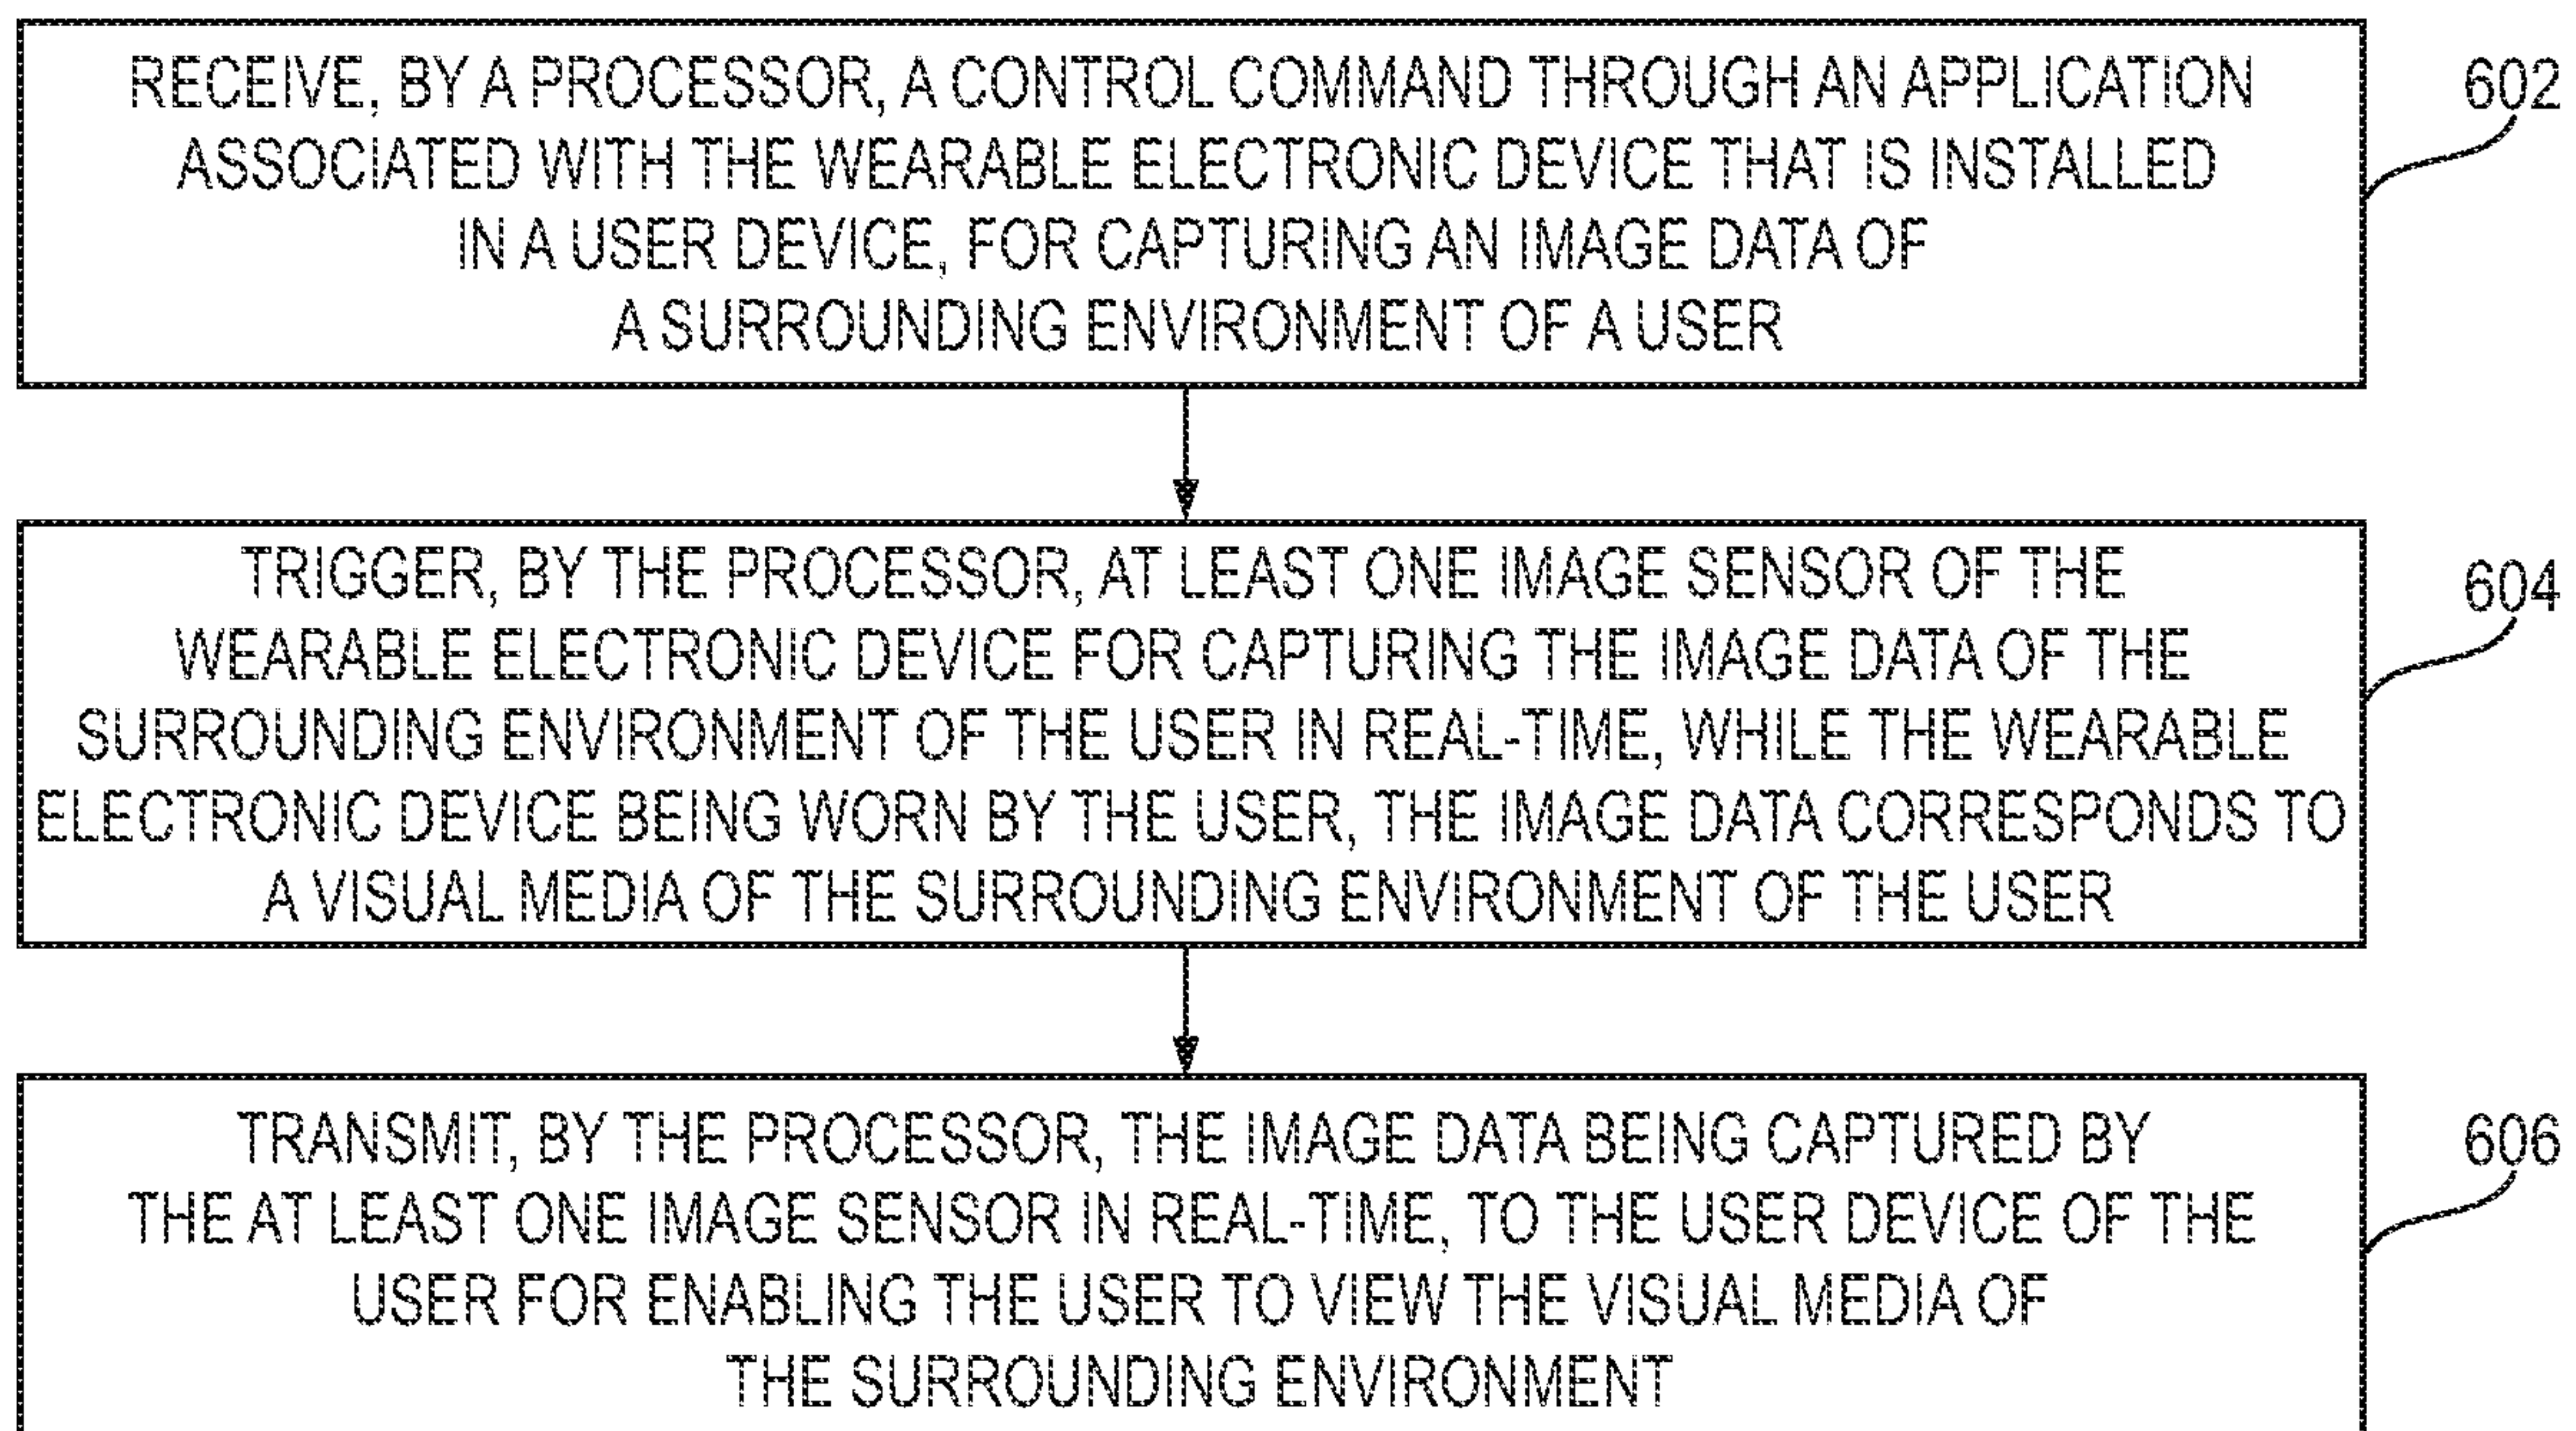 RECEIVE, BY A PROCESSOR, A CONTROL COMMAND THROUGH AN APPLICATION
ASSOCIATED WITH THE WEARABLE ELECTRONIC DEVICE THAT IS INSTALLED
IN A USER DEVICE, FOR CAPTURING AN IMAGE DATA OF
A SURROUNDING ENVIRONMENT OF A USER
602
TRIGGER, BY THE PROCESSOR, AT LEAST ONE IMAGE SENSOR OF THE
WEARABLE ELECTRONIC DEVICE FOR CAPTURING THE IMAGE DATA OF THE
SURROUNDING ENVIRONMENT OF THE USER IN REAL-TIME, WHILE THE WEARABLE
ELECTRONIC DEVICE BEING WORN BY THE USER, THE IMAGE DATA CORRESPONDS TO
A VISUAL MEDIA OF THE SURROUNDING ENVIRONMENT OF THE USER
604
TRANSMIT, BY THE PROCESSOR, THE IMAGE DATA BEING CAPTURED BY
THE AT LEAST ONE IMAGE SENSOR IN REAL-TIME, TO THE USER DEVICE OF THE
USER FOR ENABLING THE USER TO VIEW THE VISUAL MEDIA OF
THE SURROUNDING ENVIRONMENT
606